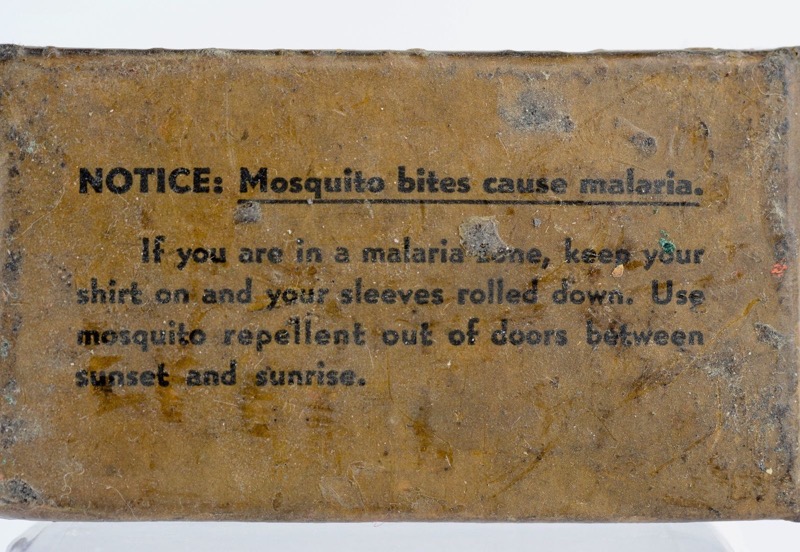 NOTICE: Mosquito bites cause malaria.
If you are in a malaria zone, keep your
shirt on and your sleeves rolled down. Use
mosquito repellent out of doors between
sunset and sunrise.